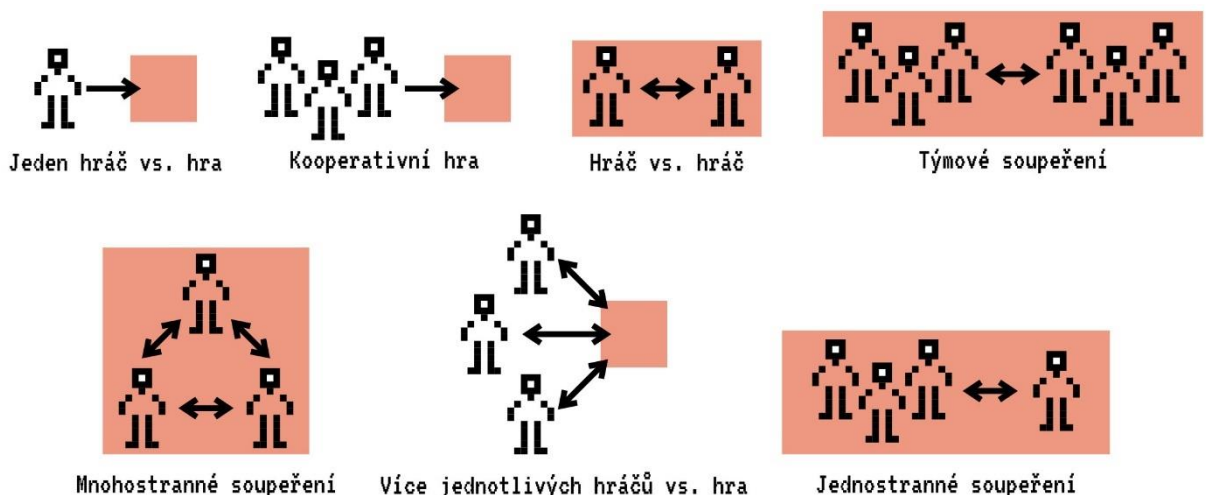 Jeden hráč vs. hra
Kooperativní hra
Hráč vs. hráč
Týmové soupeření
Mnohostranné soupeření
Více jednotlivých hráčů vs. hra
Jednostranné soupeření